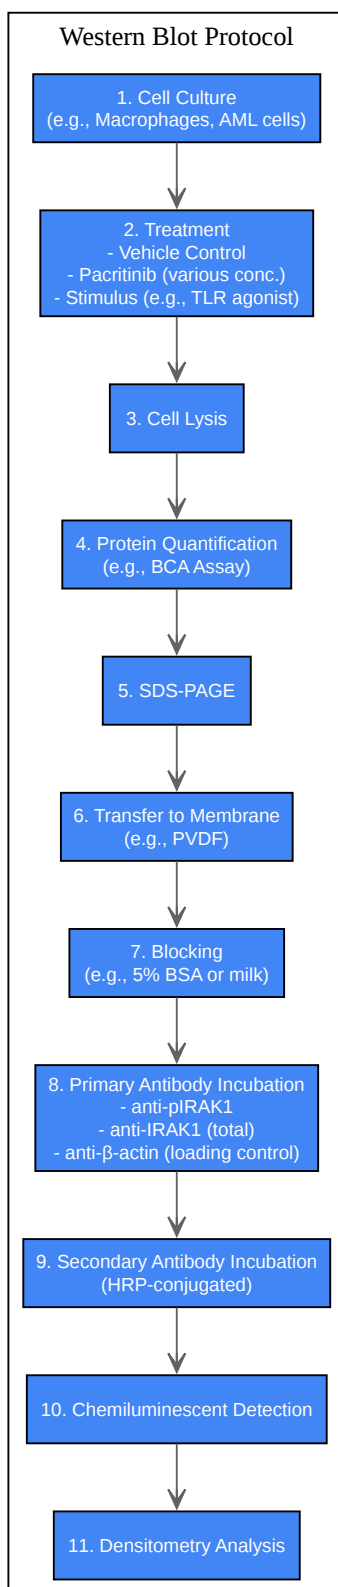 Western Blot Protocol
1. Cell Culture
(e.g., Macrophages, AML cells)
2. Treatment
- Vehicle Control
- Pacritinib (various conc.)
- Stimulus (e.g., TLR agonist)
3. Cell Lysis
4. Protein Quantification
(e.g., BCA Assay)
5. SDS-PAGE
6. Transfer to Membrane
(e.g., PVDF)
7. Blocking
(e.g., 5% BSA or milk)
8. Primary Antibody Incubation
- anti-pIRAK1
- anti-IRAK1 (total)
- anti-β-actin (loading control)
9. Secondary Antibody Incubation
(HRP-conjugated)
10. Chemiluminescent Detection
11. Densitometry Analysis